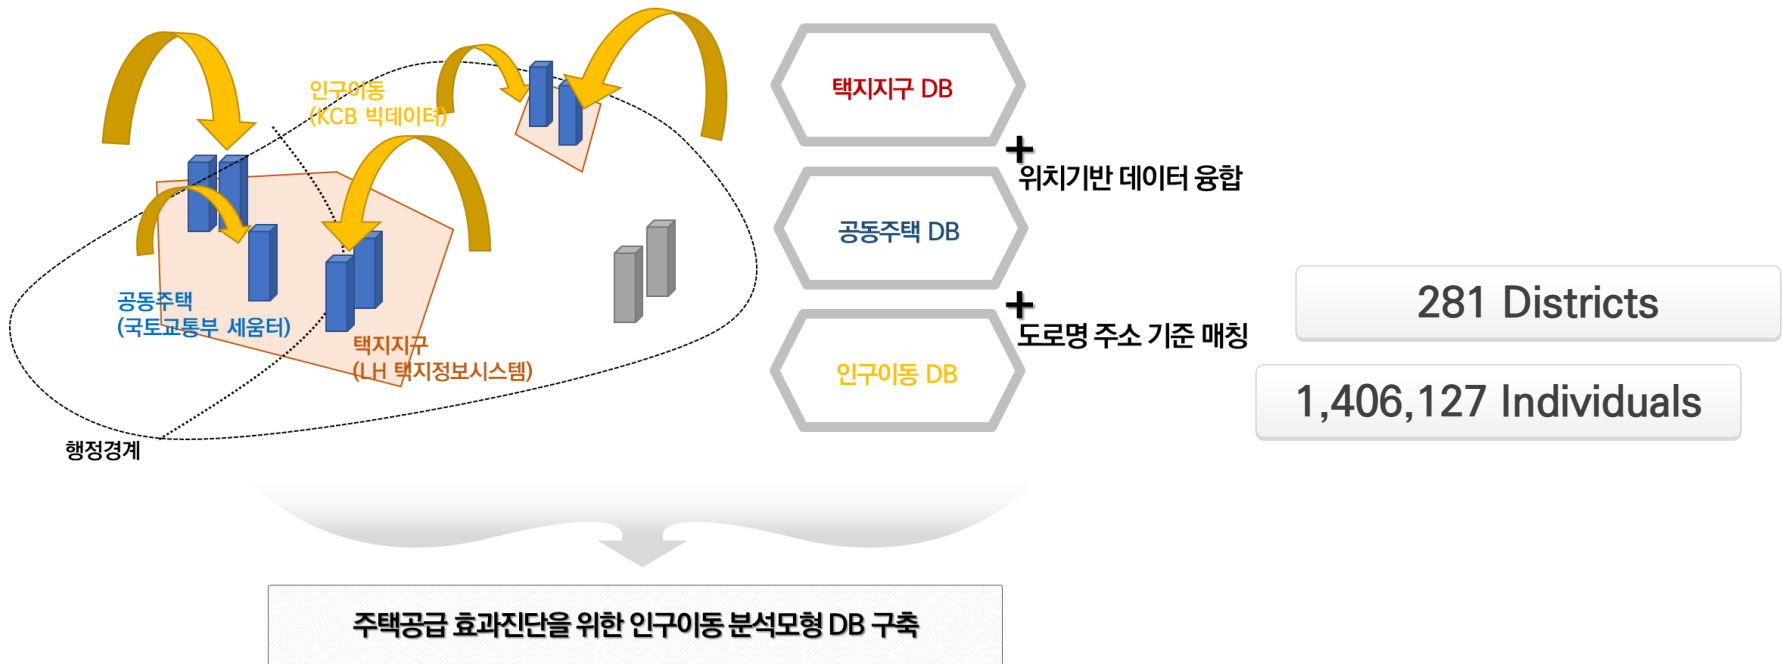 인구이동
(KCB 빅데이터)
공동주택
(국토교통부 세움터)
택지지구
(LH 택지정보시스템)
행정경계
택지지구 DB
+
위치기반 데이터 융합
공동주택 DB
+
도로명 주소 기준 매칭
인구이동 DB
281 Districts
1,406,127 Individuals
주택공급 효과진단을 위한 인구이동 분석모형 DB 구축